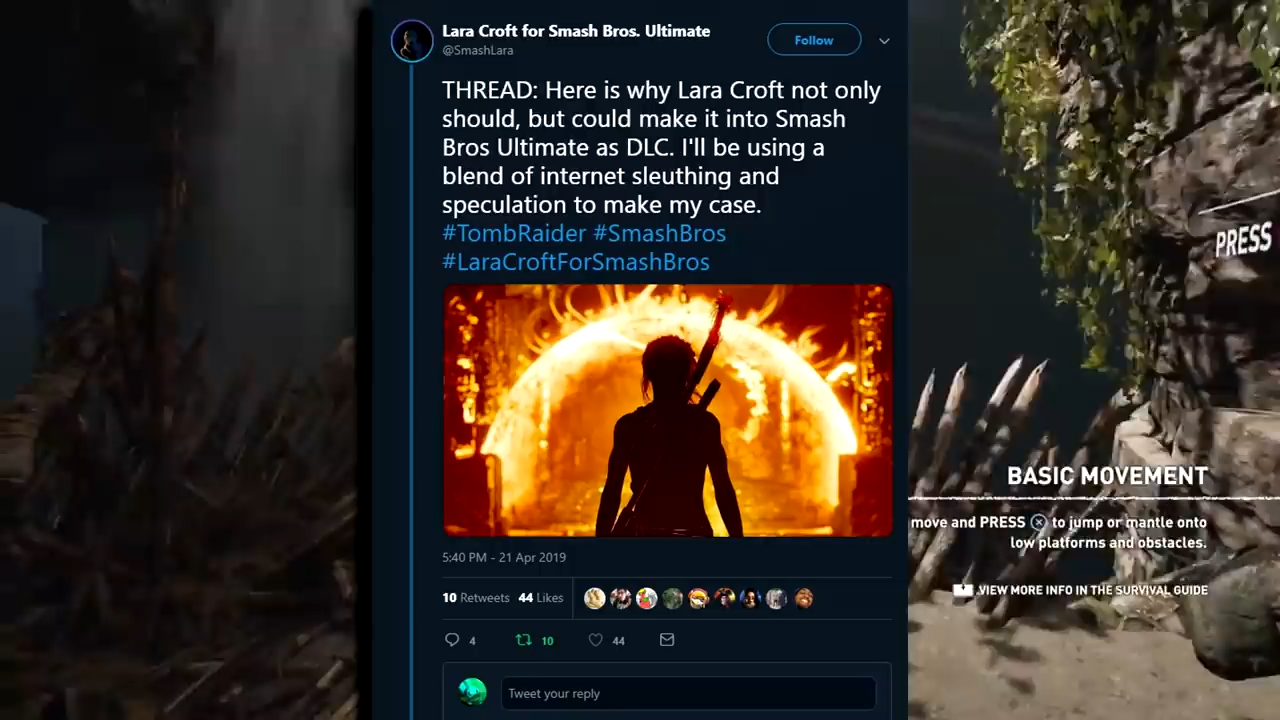 Lara Croft for Smash Bros. Ultimate
@SmashLara
Follow
THREAD: Here is why Lara Croft not only
should, but could make it into Smash
Bros Ultimate as DLC. I'll be using a
blend of internet sleuthing and
speculation to make my case.
#TombRaider #SmashBros
#LaraCroftForSmashBros
5:40 PM - 21 Apr 2019
10 Retweets 44 Likes
4 10 44
Tweet your reply
PRESS
BASIC MOVEMENT
move and PRESS to jump or mantle onto
low platforms and obstacles.
VIEW MORE INFO IN THE SURVIVAL GUIDE